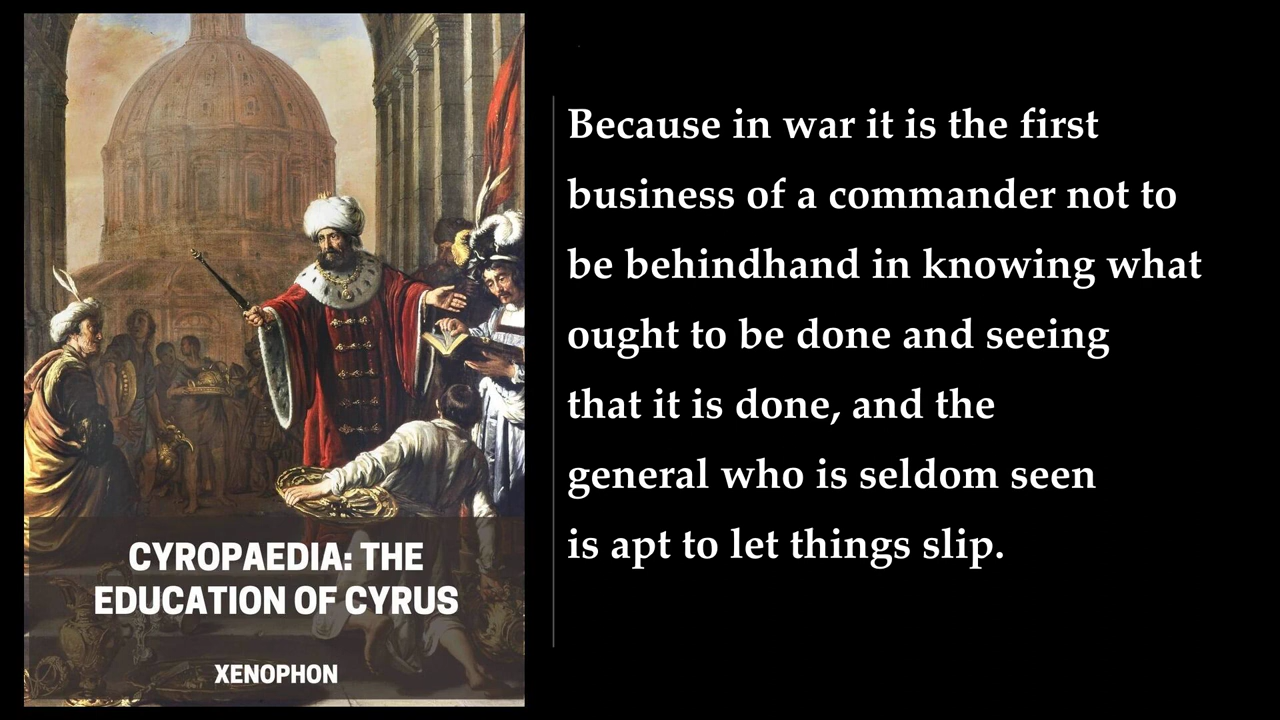 CYROPAEDIA: THE
EDUCATION OF CYRUS
XENOPHON
Because in war it is the first
business of a commander not to
be behindhand in knowing what
ought to be done and seeing
that it is done, and the
general who is seldom seen
is apt to let things slip.